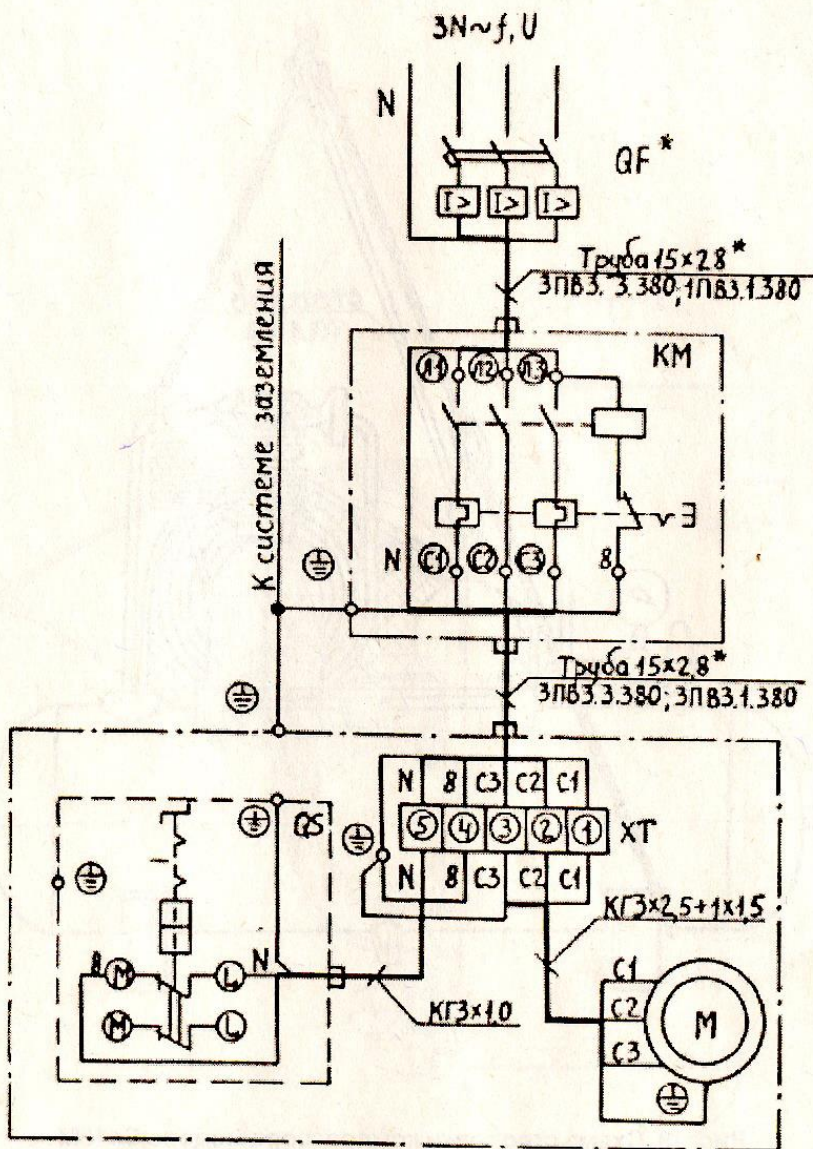 3N~f, U
N
QF*
I> I> I>
Труба 15×2.8*
3ПВ3. 3.380; 1ПВ3.1.380
К системе заземления
КМ
Л1 Л2 Л3
N С1 С2 С3 8
Труба 15×2,8*
3ПВ3.3.380; 3ПВ3.1.380
N 8 С3 С2 С1
QS
5 4 3 2 1 ХТ
N 8 С3 С2 С1
КГ3×2,5+1×1,5
8 М L N
М L
КГ3×1,0
С1
С2
С3
М